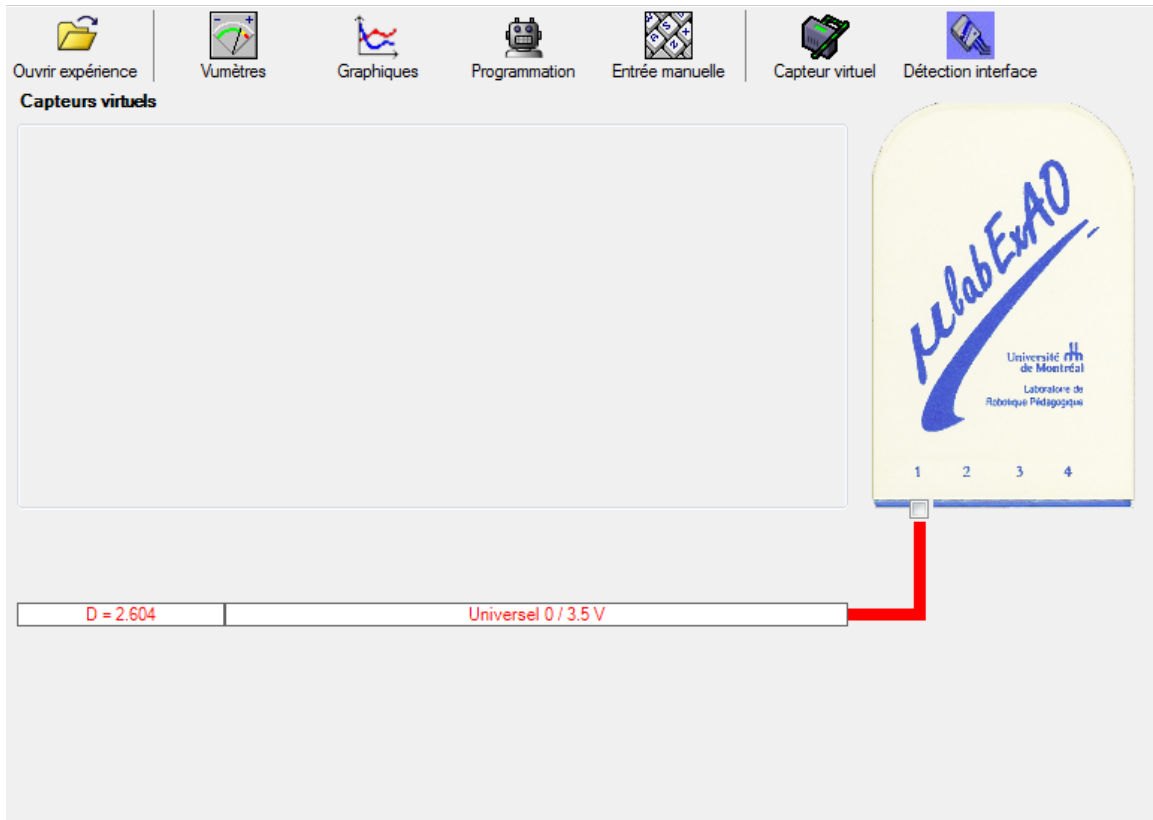 Ouvrir expérience
Vumètres
Graphiques
Programmation
Entrée manuelle
Capteur virtuel
Détection interface
Capteurs virtuels
µlabExAO
Université
de Montréal
Laboratoire de
Robotique Pédagogique
1 2 3 4
D = 2.604
Universel 0 / 3.5 V